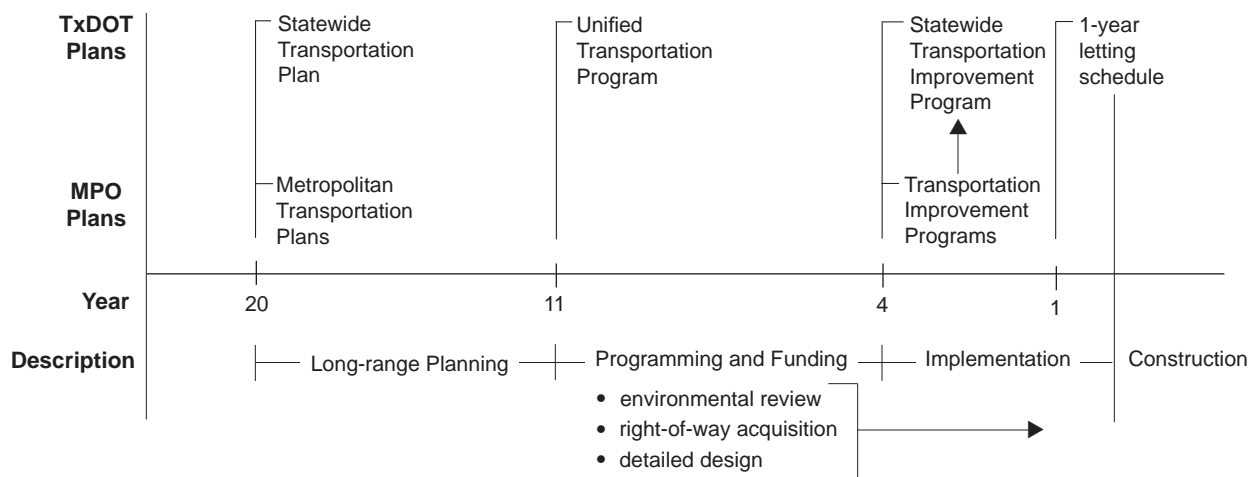 TxDOT
Plans
Statewide
Transportation
Plan
Unified
Transportation
Program
Statewide
Transportation
Improvement
Program
1-year
letting
schedule
MPO
Plans
Metropolitan
Transportation
Plans
Transportation
Improvement
Programs
Year
20
11
4
1
Description
Long-range Planning
Programming and Funding
Implementation
Construction
• environmental review
• right-of-way acquisition
• detailed design